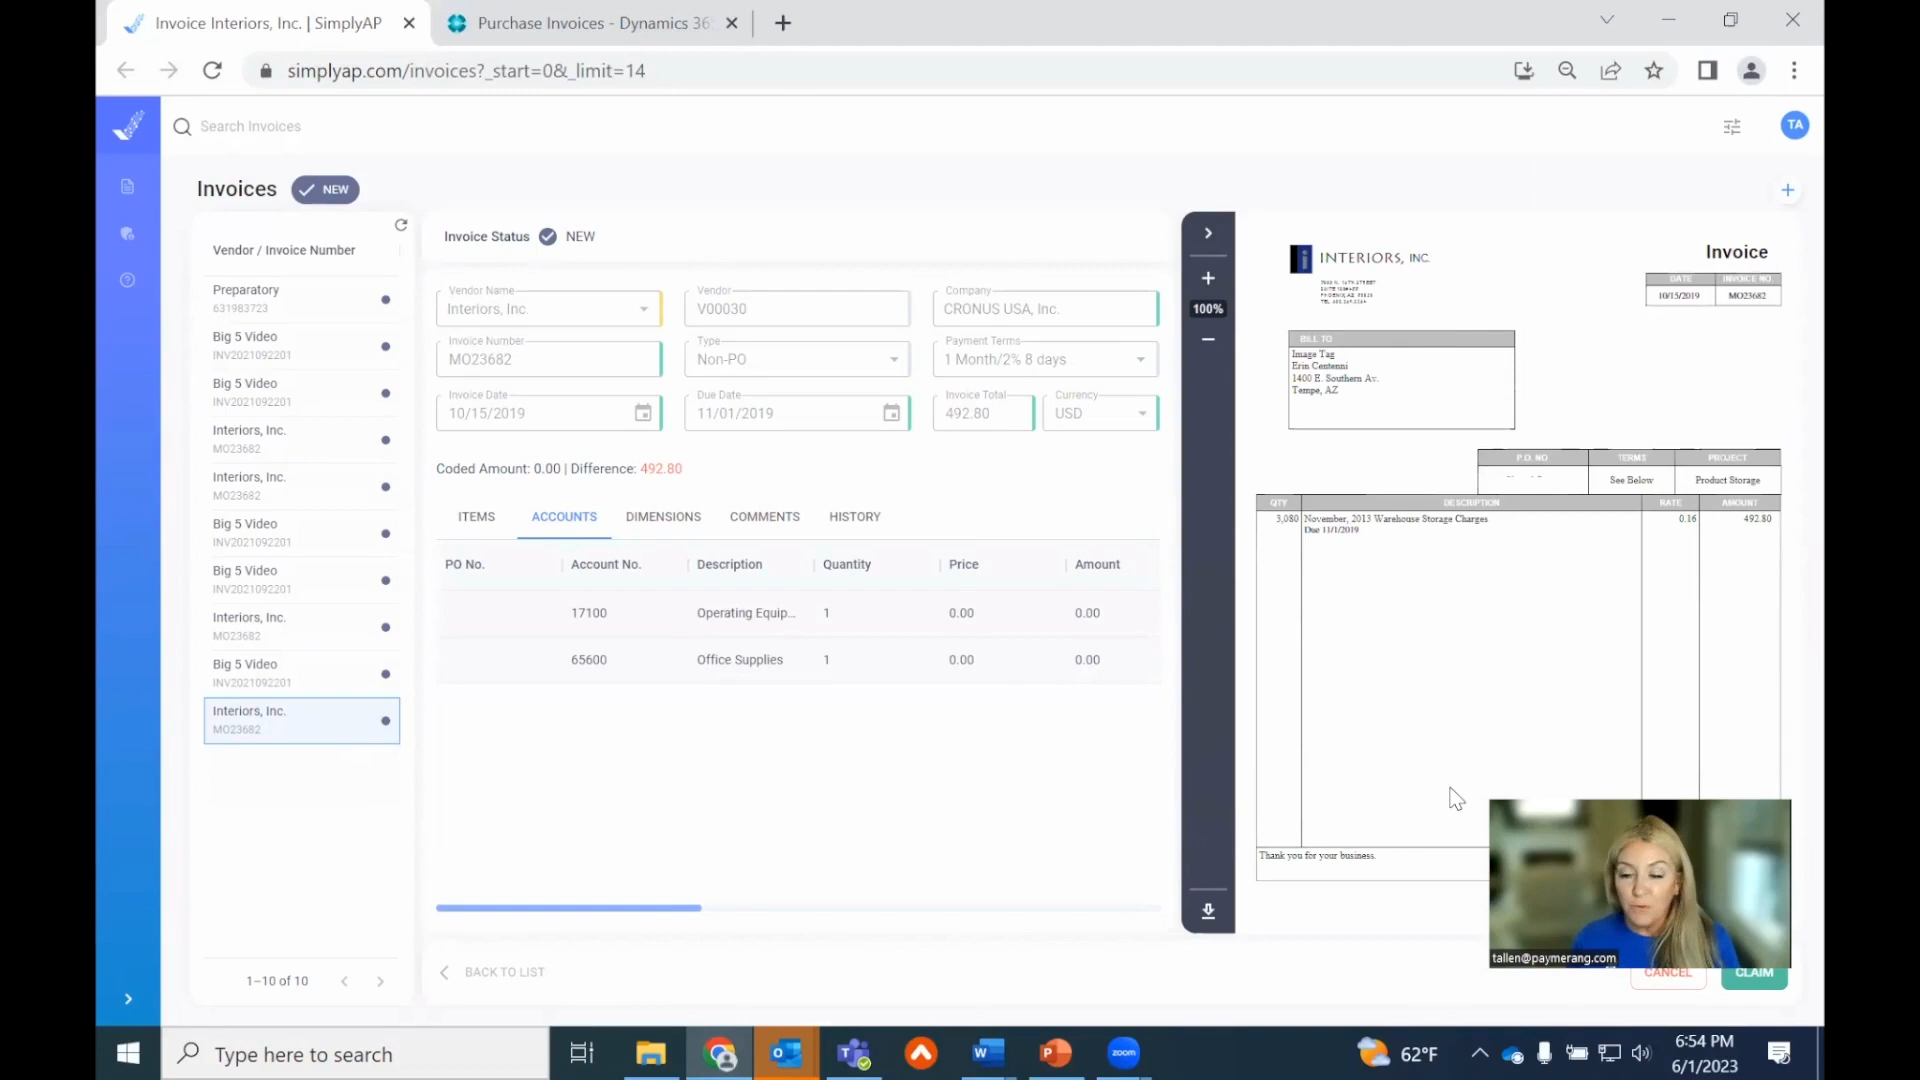 Invoice Interiors, Inc. | SimplyAP
Purchase Invoices - Dynamics 36
simplyap.com/invoices?_start=0&_limit=14
Search Invoices
TA
Invoices
NEW
Vendor / Invoice Number
Preparatory
631983723
Big 5 Video
INV2021092201
Big 5 Video
INV2021092201
Interiors, Inc.
MO23682
Interiors, Inc.
MO23682
Big 5 Video
INV2021092201
Big 5 Video
INV2021092201
Interiors, Inc.
MO23682
Big 5 Video
INV2021092201
Interiors, Inc.
MO23682
1–10 of 10
Invoice Status NEW
Vendor Name
Interiors, Inc.
Vendor
V00030
Company
CRONUS USA, Inc.
Invoice Number
MO23682
Type
Non-PO
Payment Terms
1 Month/2% 8 days
Invoice Date
10/15/2019
Due Date
11/01/2019
Invoice Total
492.80
Currency
USD
Coded Amount: 0.00 | Difference: 492.80
ITEMS ACCOUNTS DIMENSIONS COMMENTS HISTORY
PO No. Account No. Description Quantity Price Amount
17100 Operating Equip... 1 0.00 0.00
65600 Office Supplies 1 0.00 0.00
BACK TO LIST
100%
INTERIORS, INC.
Invoice
DATE INVOICE NO
10/15/2019 MO23682
BILL TO
Image Tag
Erin Centenni
1400 E. Southern Av.
Tempe, AZ
P.O. NO TERMS PROJECT
See Below Product Storage
QTY DESCRIPTION RATE AMOUNT
3,080 November, 2013 Warehouse Storage Charges 0.16 492.80
Due 11/1/2019
Thank you for your business.
tallen@paymerang.com
CANCEL
CLAIM
Type here to search
zoom
62°F
6:54 PM
6/1/2023